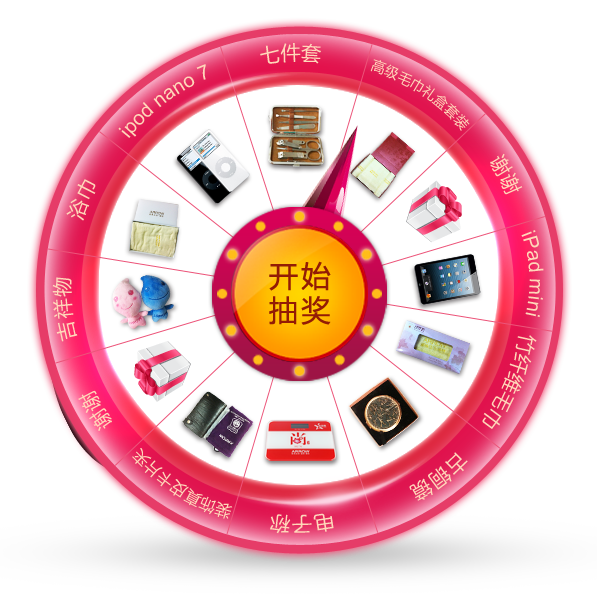 七件套
高级毛巾礼盒套装
谢谢
iPad mini
竹纤维毛巾
古铜镜
电子称
装饰真皮卡片夹
谢谢
吉祥物
浴巾
ipod nano 7
开始
抽奖